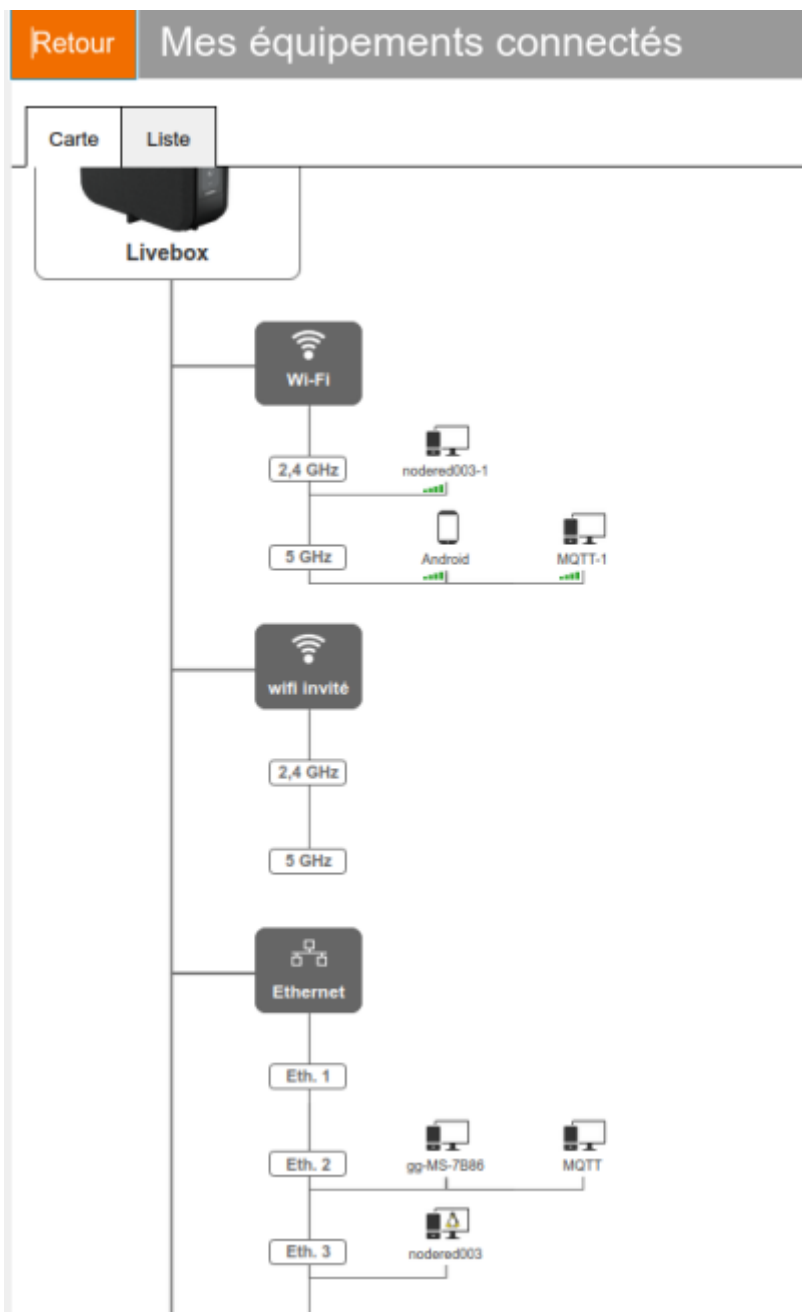 Retour Mes équipements connectés
Carte Liste
Livebox
Wi-Fi
2,4 GHz nodered003-1
5 GHz Android MQTT-1
wifi invité
2,4 GHz
5 GHz
Ethernet
Eth. 1
Eth. 2 gg-MS-7B86 MQTT
Eth. 3 nodered003